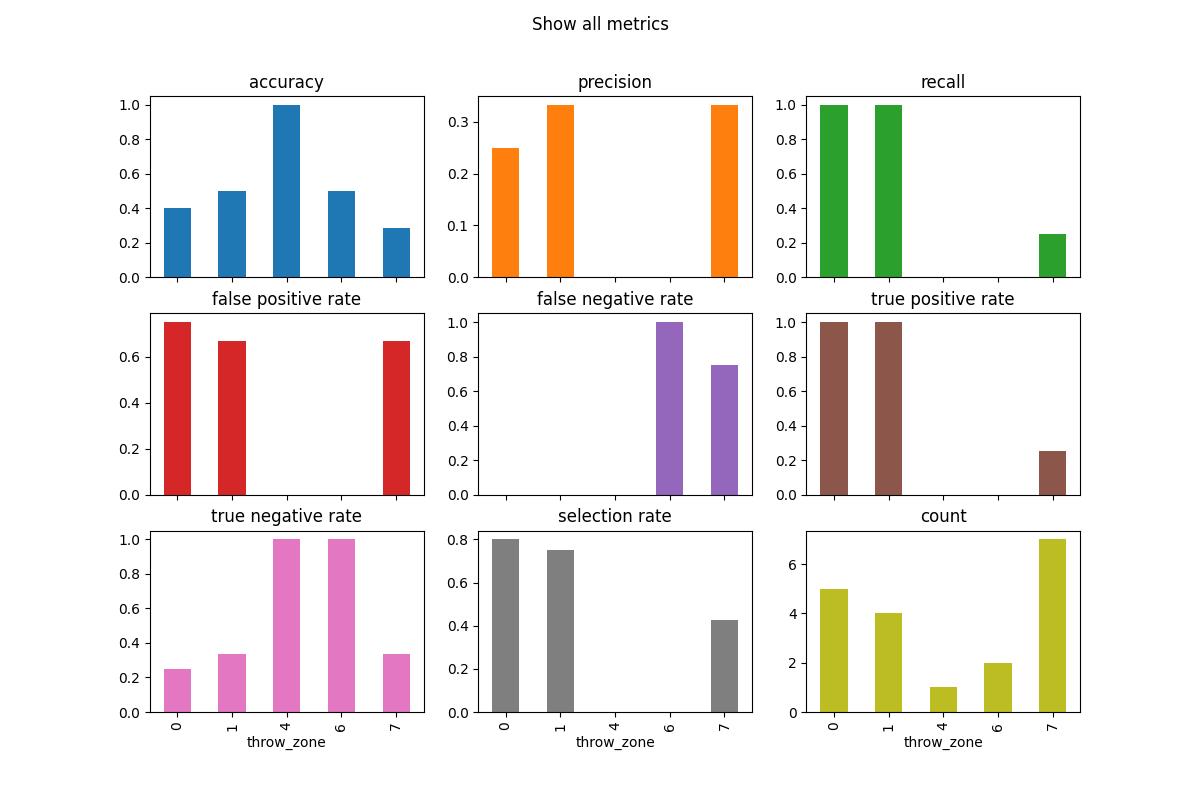 Show all metrics
accuracy
1.0
0.8
0.6
0.4
0.2
0.0
precision
0.3
0.2
0.1
0.0
recall
1.0
0.8
0.6
0.4
0.2
0.0
false positive rate
0.6
0.4
0.2
0.0
false negative rate
1.0
0.8
0.6
0.4
0.2
0.0
true positive rate
1.0
0.8
0.6
0.4
0.2
0.0
true negative rate
1.0
0.8
0.6
0.4
0.2
0.0
0 1 4 6 7
throw_zone
selection rate
0.8
0.6
0.4
0.2
0.0
0 1 4 6 7
throw_zone
count
6
4
2
0
0 1 4 6 7
throw_zone